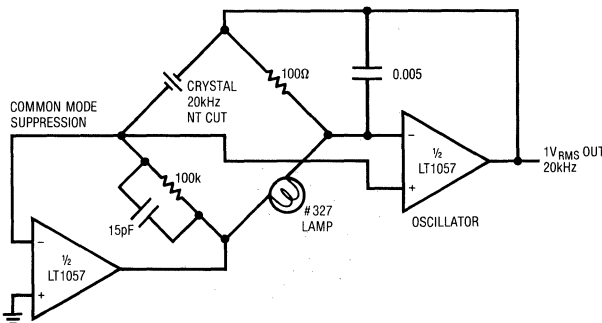 100Ω
0.005
CRYSTAL
20kHz
NT CUT
COMMON MODE
SUPPRESSION
−
½
LT1057
+
1VRMS OUT
20kHz
OSCILLATOR
100k
15pF
#327
LAMP
−
½
LT1057
+